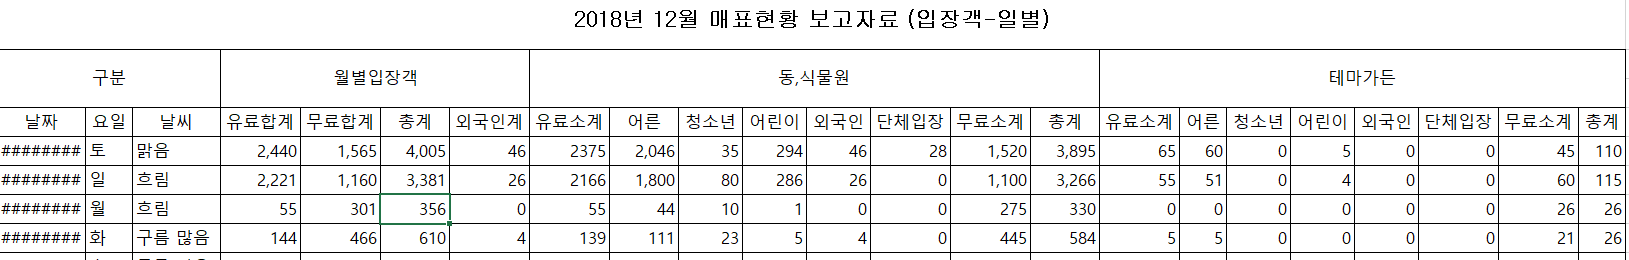 2018년 12월 매표현황 보고자료 (입장객-일별)
구분 월별입장객 동,식물원 테마가든
날짜 요일 날씨 유료합계 무료합계 총계 외국인계 유료소계 어른 청소년 어린이 외국인 단체입장 무료소계 총계 유료소계 어른 청소년 어린이 외국인 단체입장 무료소계 총계
######## 토 맑음 2,440 1,565 4,005 46 2375 2,046 35 294 46 28 1,520 3,895 65 60 0 5 0 0 45 110
######## 일 흐림 2,221 1,160 3,381 26 2166 1,800 80 286 26 0 1,100 3,266 55 51 0 4 0 0 60 115
######## 월 흐림 55 301 356 0 55 44 10 1 0 0 275 330 0 0 0 0 0 0 26 26
######## 화 구름 많음 144 466 610 4 139 111 23 5 4 0 445 584 5 5 0 0 0 0 21 26